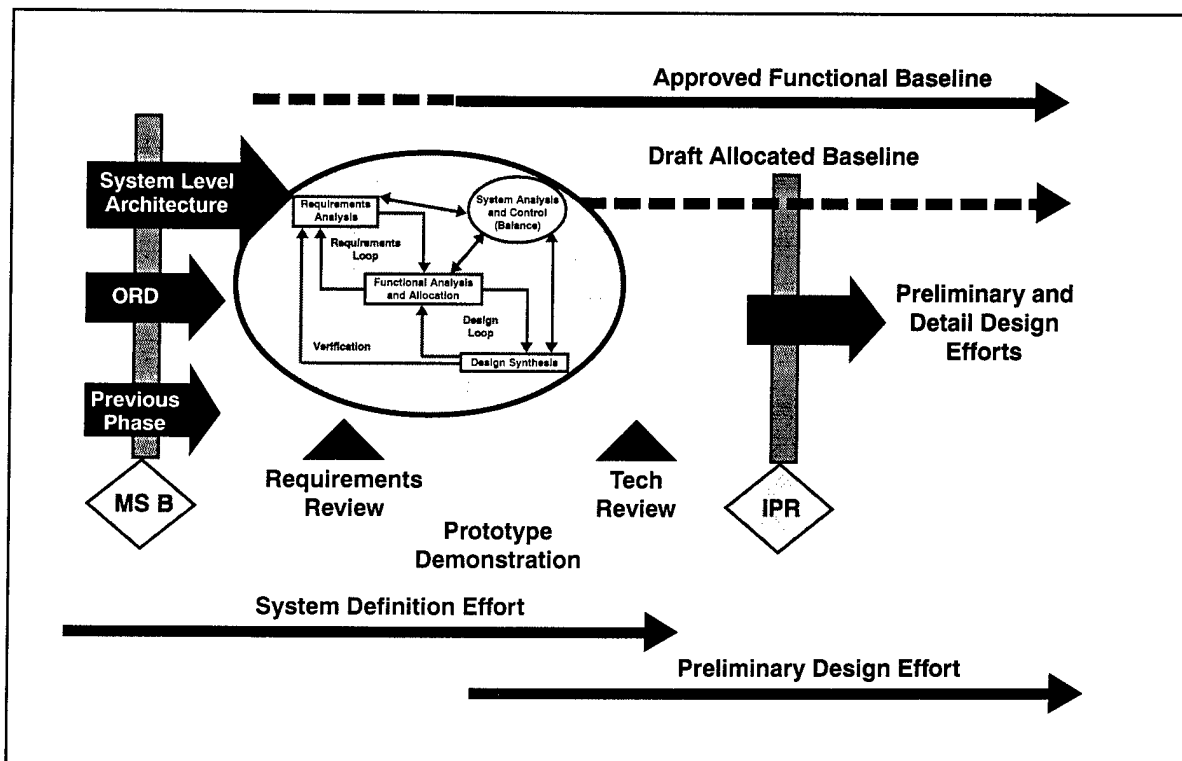 Approved Functional Baseline
Draft Allocated Baseline
System Level
Architecture
Requirements
Analysis
System Analysis
and Control
(Balance)
Requirements
Loop
ORD
Functional Analysis
and Allocation
Preliminary and
Detail Design
Efforts
Design
Loop
Verification
Design Synthesis
Previous
Phase
MS B
Requirements
Review
Tech
Review
IPR
Prototype
Demonstration
System Definition Effort
Preliminary Design Effort